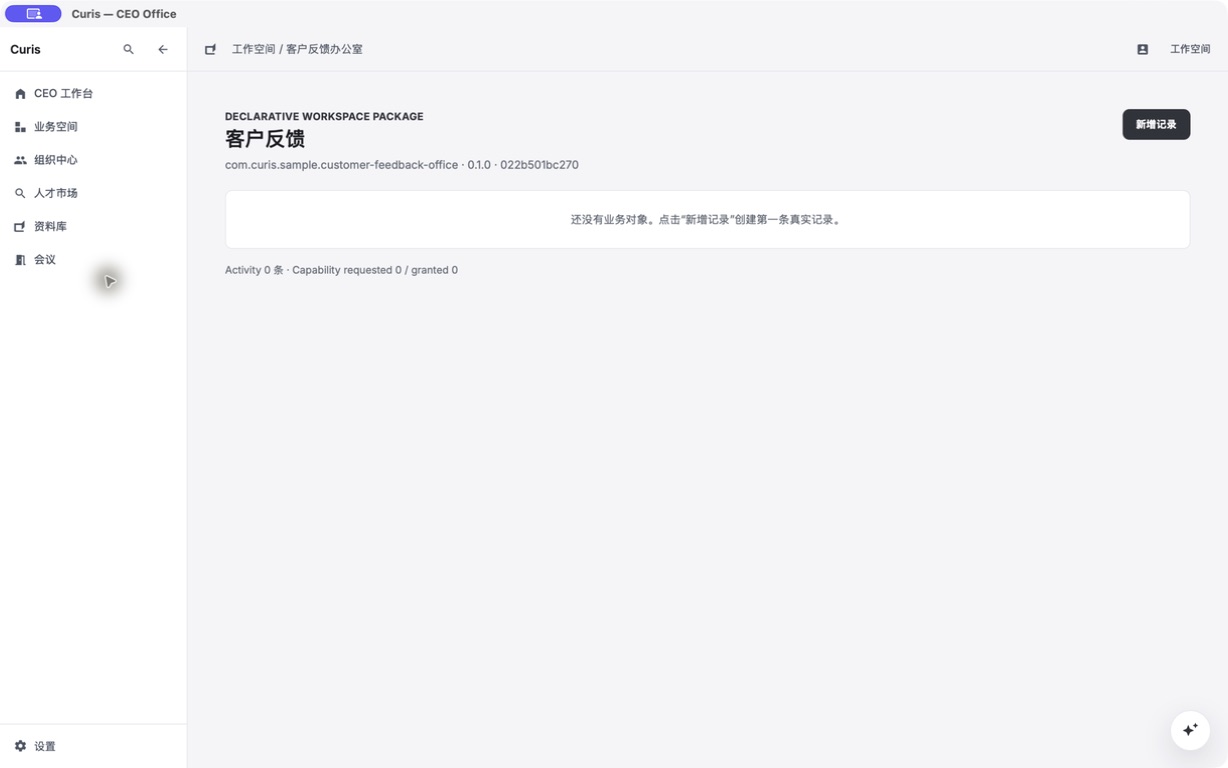 Curis — CEO Office
Curis
工作空间 / 客户反馈办公室
工作空间
CEO 工作台
业务空间
组织中心
人才市场
资料库
会议
设置
DECLARATIVE WORKSPACE PACKAGE
客户反馈
新增记录
com.curis.sample.customer-feedback-office · 0.1.0 · 022b501bc270
还没有业务对象。点击“新增记录”创建第一条真实记录。
Activity 0 条 · Capability requested 0 / granted 0